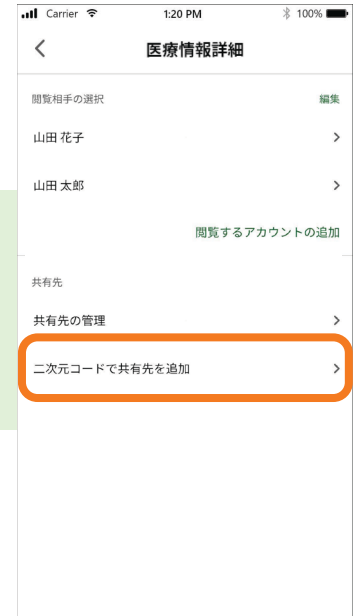 Carrier 1:20 PM 100%
医療情報詳細
閲覧相手の選択 編集
山田 花子
山田 太郎
閲覧するアカウントの追加
共有先
共有先の管理
二次元コードで共有先を追加